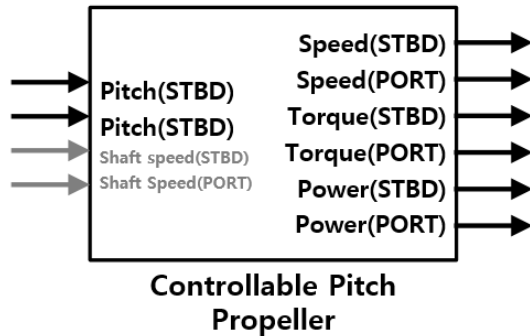 Pitch(STBD)
Pitch(STBD)
Shaft speed(STBD)
Shaft Speed(PORT)
Speed(STBD)
Speed(PORT)
Torque(STBD)
Torque(PORT)
Power(STBD)
Power(PORT)
Controllable Pitch
Propeller